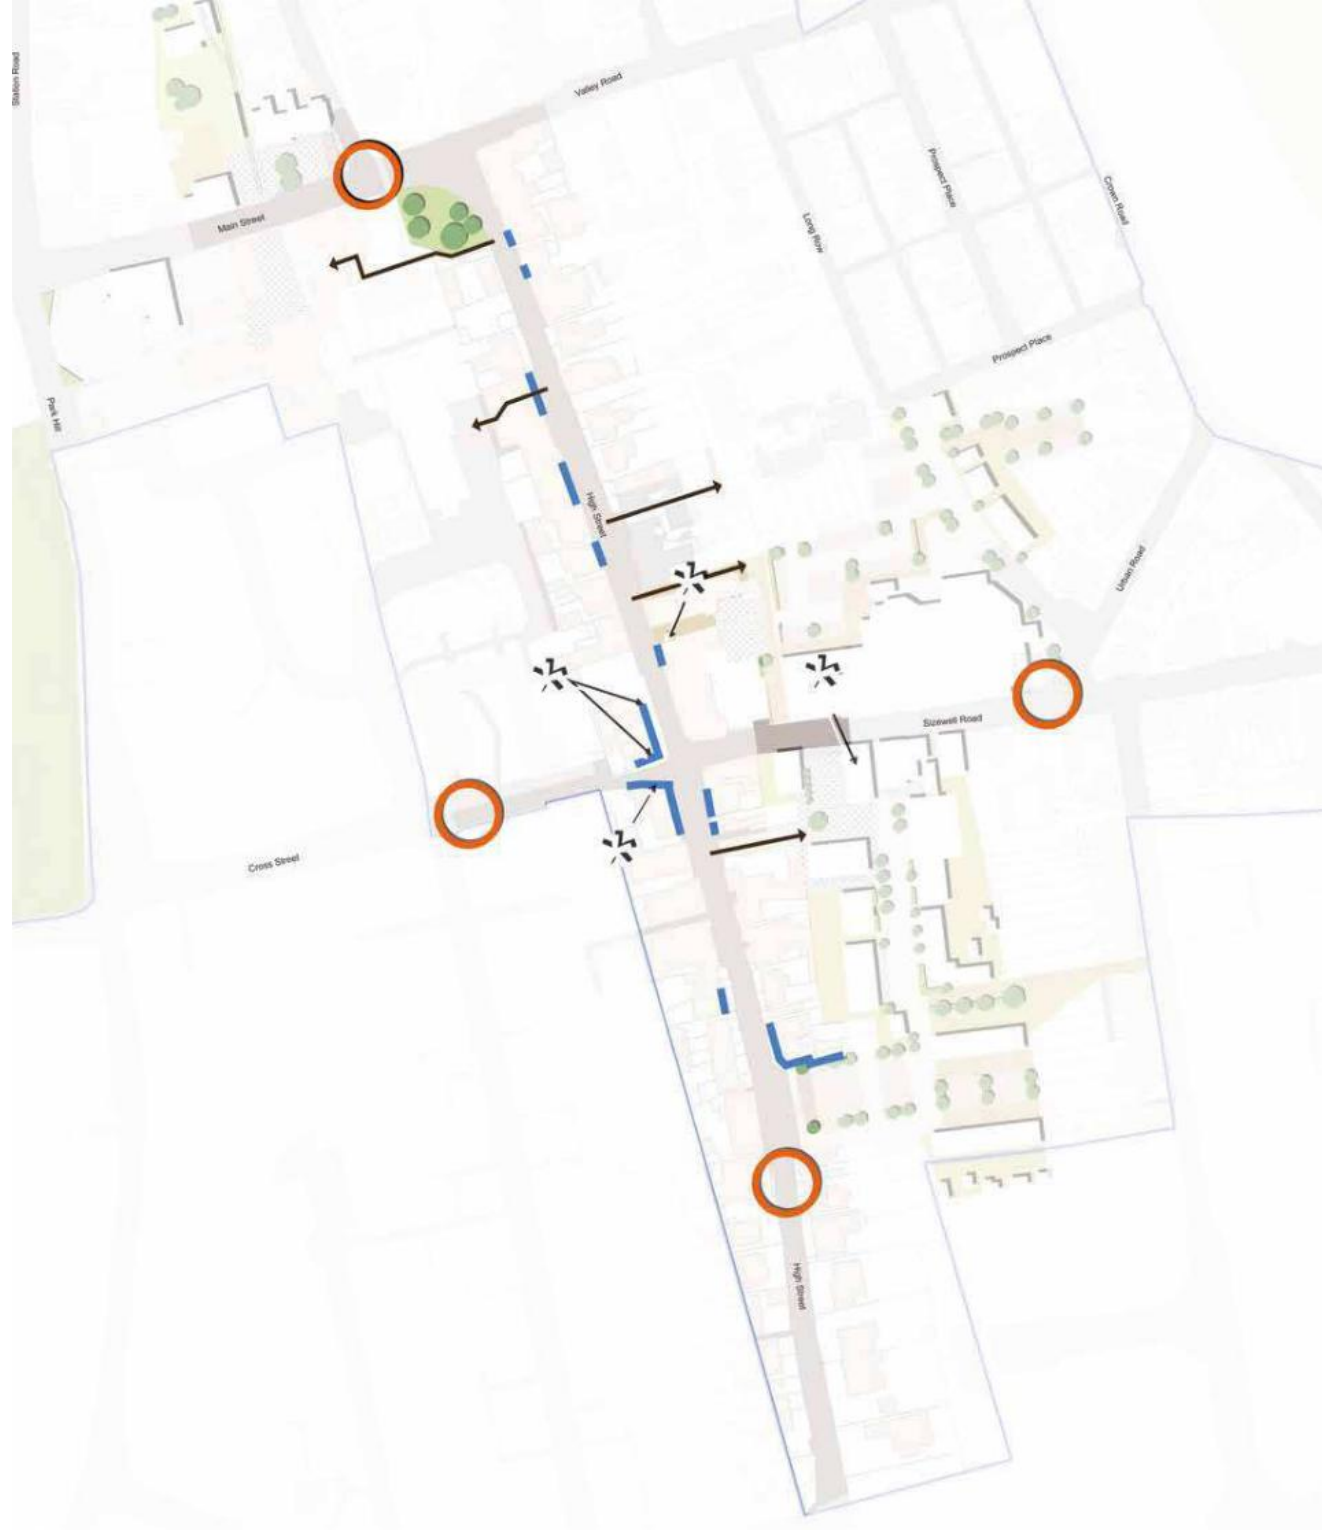 Station Road
Valley Road
Main Street
Prospect Place
Crown Road
Long Row
Prospect Place
Park Hill
High Street
Urban Road
Sizewell Road
Cross Street
High Street